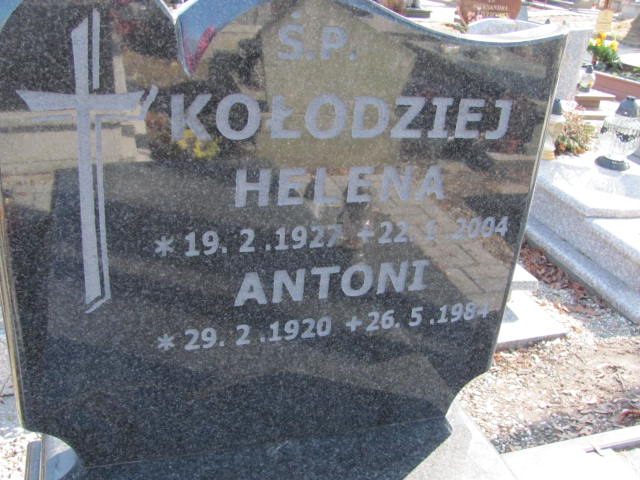 Ś.P.
KOŁODZIEJ
HELENA
* 19. 2 .1927 + 22. 1. 2004
ANTONI
* 29. 2 .1920 + 26. 5 .1984